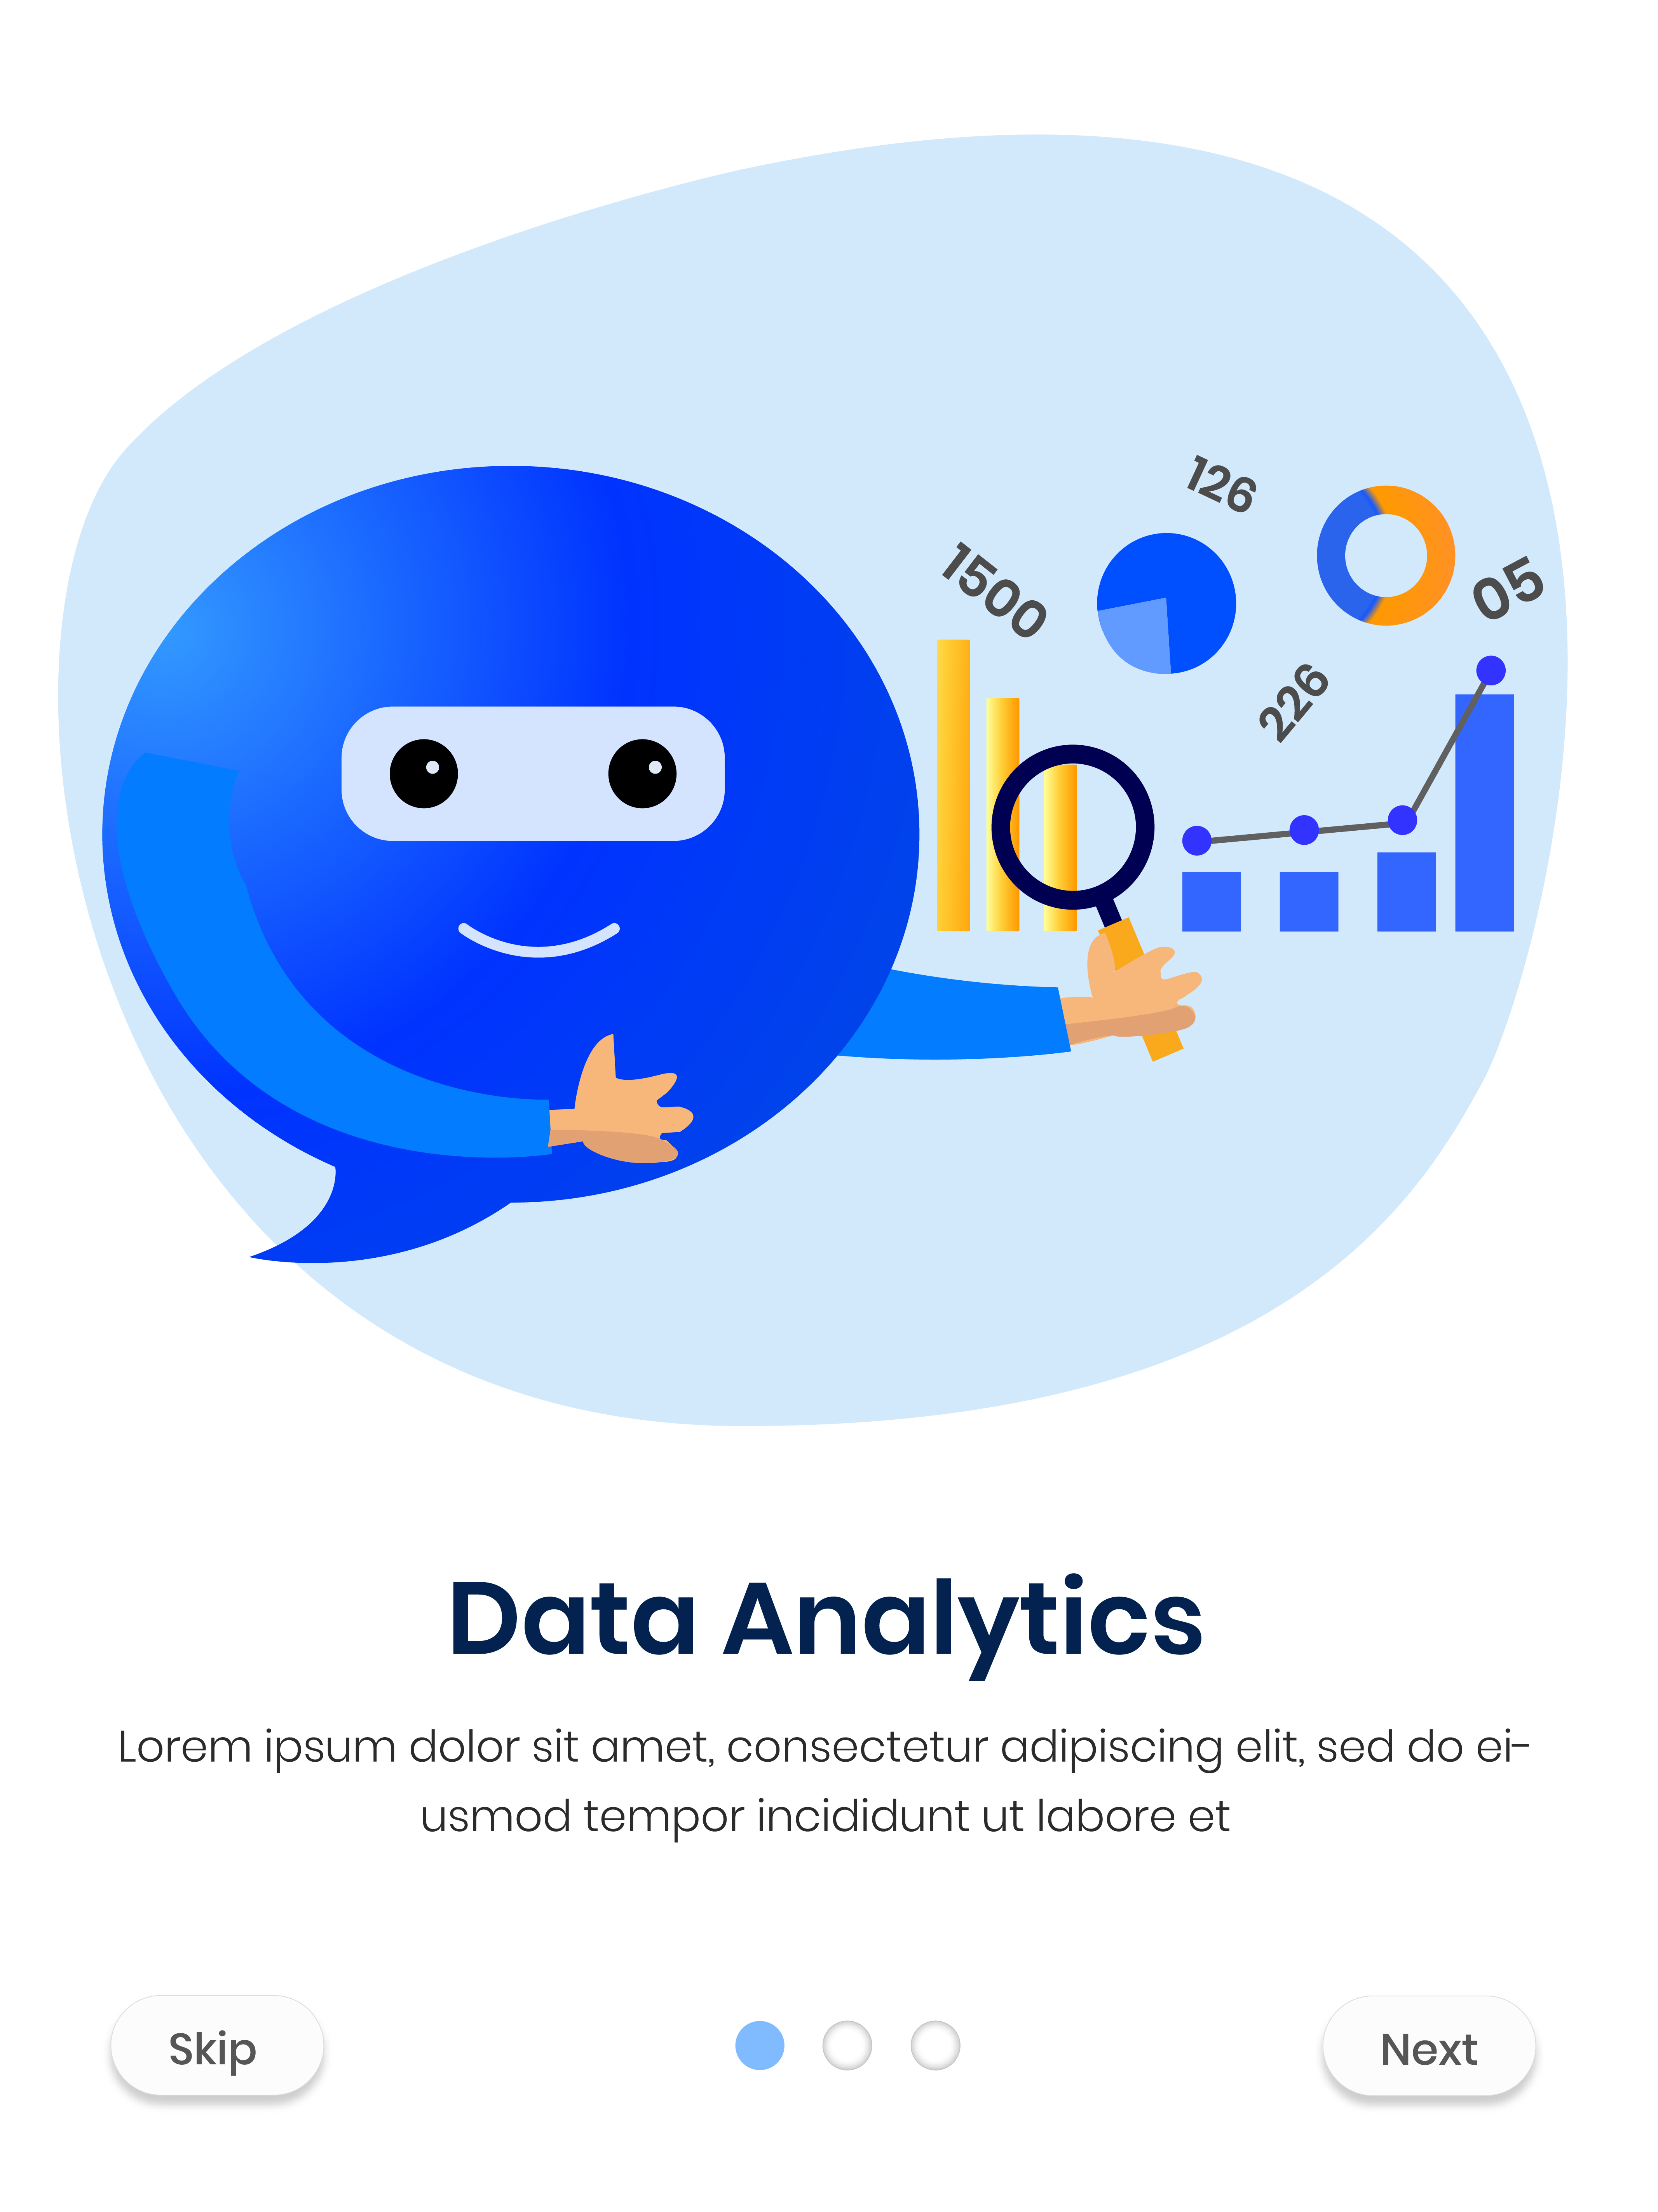 126
1500
05
226
Data Analytics
Lorem ipsum dolor sit amet, consectetur adipiscing elit, sed do ei-
usmod tempor incididunt ut labore et
Skip
Next